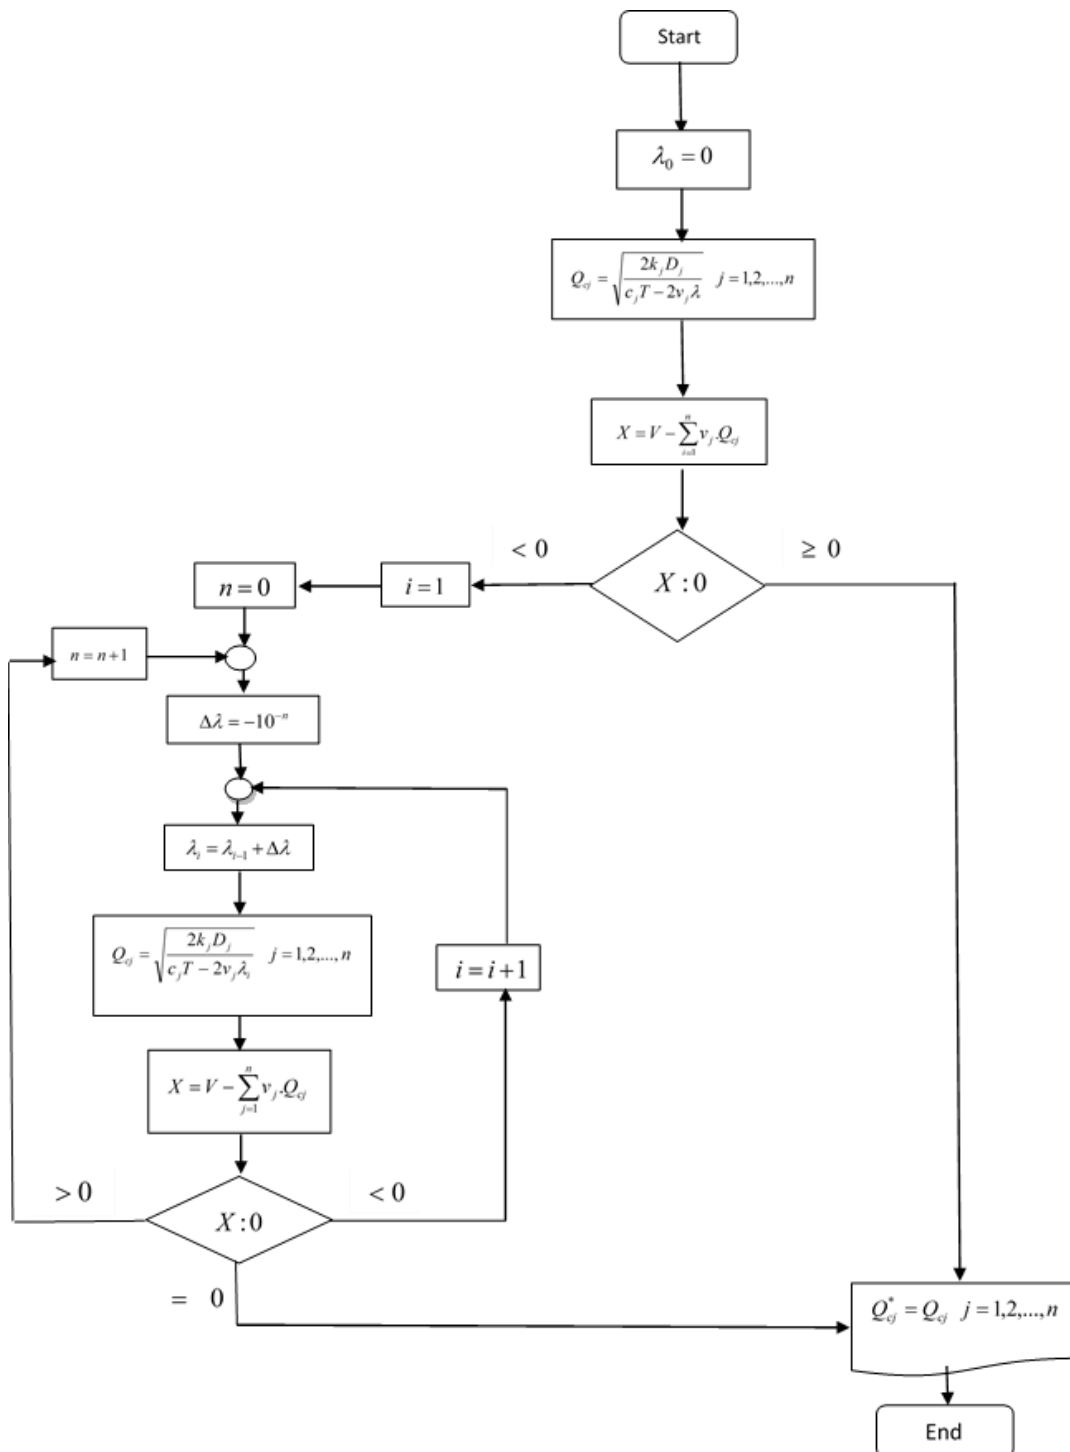 Start
λ₀ = 0
Q_cj = √(2k_jD_j / (c_jT − 2v_jλ)) j = 1,2,...,n
X = V − ∑_{i=1}^{n} v_j.Q_cj
< 0
≥ 0
X : 0
i = 1
n = 0
n = n + 1
Δλ = −10⁻ⁿ
λ_i = λ_{i−1} + Δλ
Q_cj = √(2k_jD_j / (c_jT − 2v_jλ_i)) j = 1,2,...,n
i = i + 1
X = V − ∑_{j=1}^{n} v_j.Q_cj
> 0
< 0
X : 0
= 0
Q*_cj = Q_cj j = 1,2,...,n
End